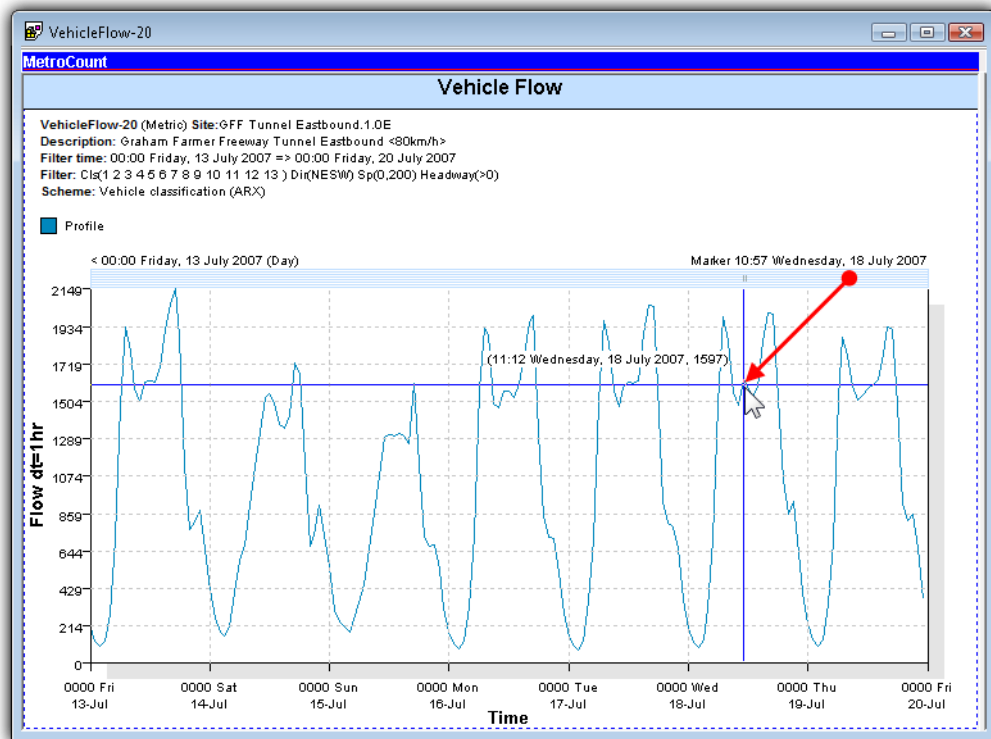 VehicleFlow-20
MetroCount
Vehicle Flow
VehicleFlow-20 (Metric) Site:GFF Tunnel Eastbound.1.0E
Description: Graham Farmer Freeway Tunnel Eastbound <80km/h>
Filter time: 00:00 Friday, 13 July 2007 => 00:00 Friday, 20 July 2007
Filter: Cls(1 2 3 4 5 6 7 8 9 10 11 12 13 ) Dir(NESW) Sp(0,200) Headway(>0)
Scheme: Vehicle classification (ARX)
Profile
< 00:00 Friday, 13 July 2007 (Day) Marker 10:57 Wednesday, 18 July 2007
2149
1934
(11:12 Wednesday, 18 July 2007, 1597)
1719
1504
1289
1074
859
644
429
214
0
Flow dt=1hr
0000 Fri 0000 Sat 0000 Sun 0000 Mon 0000 Tue 0000 Wed 0000 Thu 0000 Fri
13-Jul 14-Jul 15-Jul 16-Jul 17-Jul 18-Jul 19-Jul 20-Jul
Time